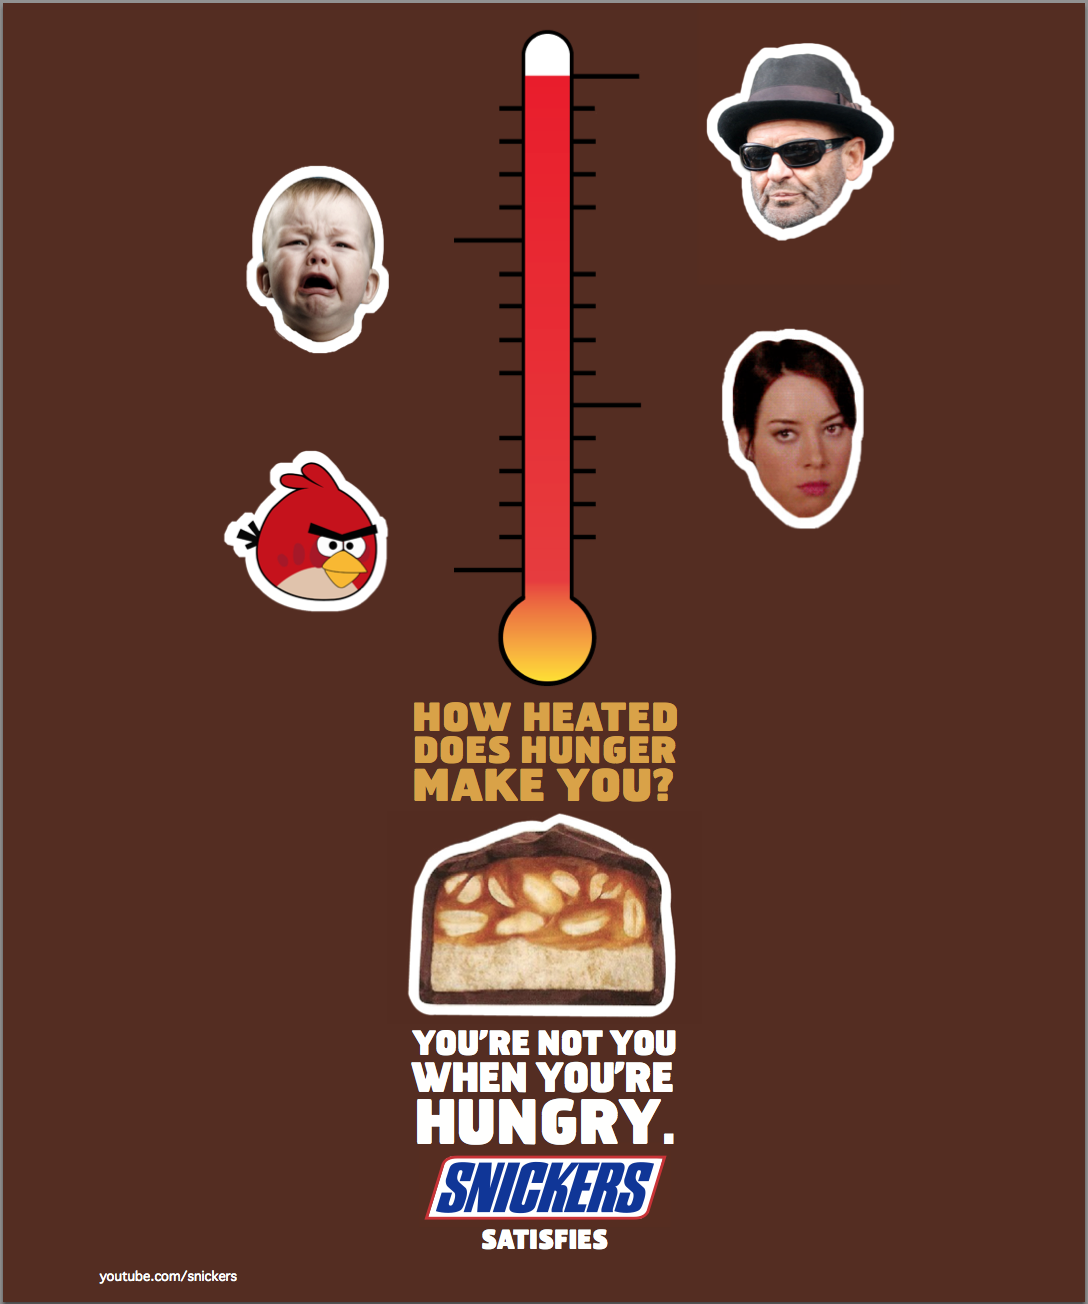 HOW HEATED
DOES HUNGER
MAKE YOU?
YOU'RE NOT YOU
WHEN YOU'RE
HUNGRY.
SNICKERS
SATISFIES
youtube.com/snickers